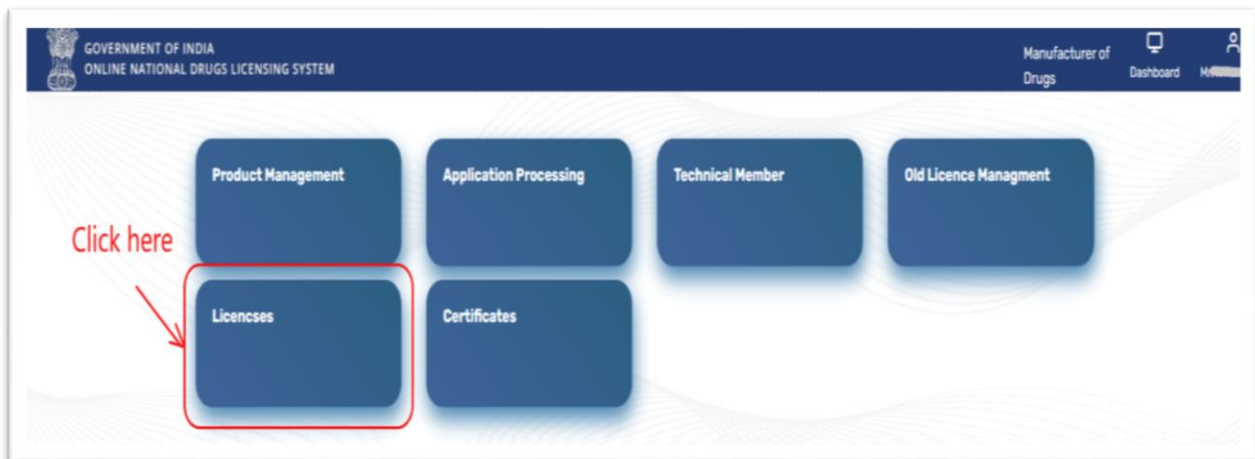 GOVERNMENT OF INDIA
ONLINE NATIONAL DRUGS LICENSING SYSTEM
Manufacturer of
Drugs
Dashboard
Product Management
Application Processing
Technical Member
Old Licence Managment
Click here
Licencses
Certificates